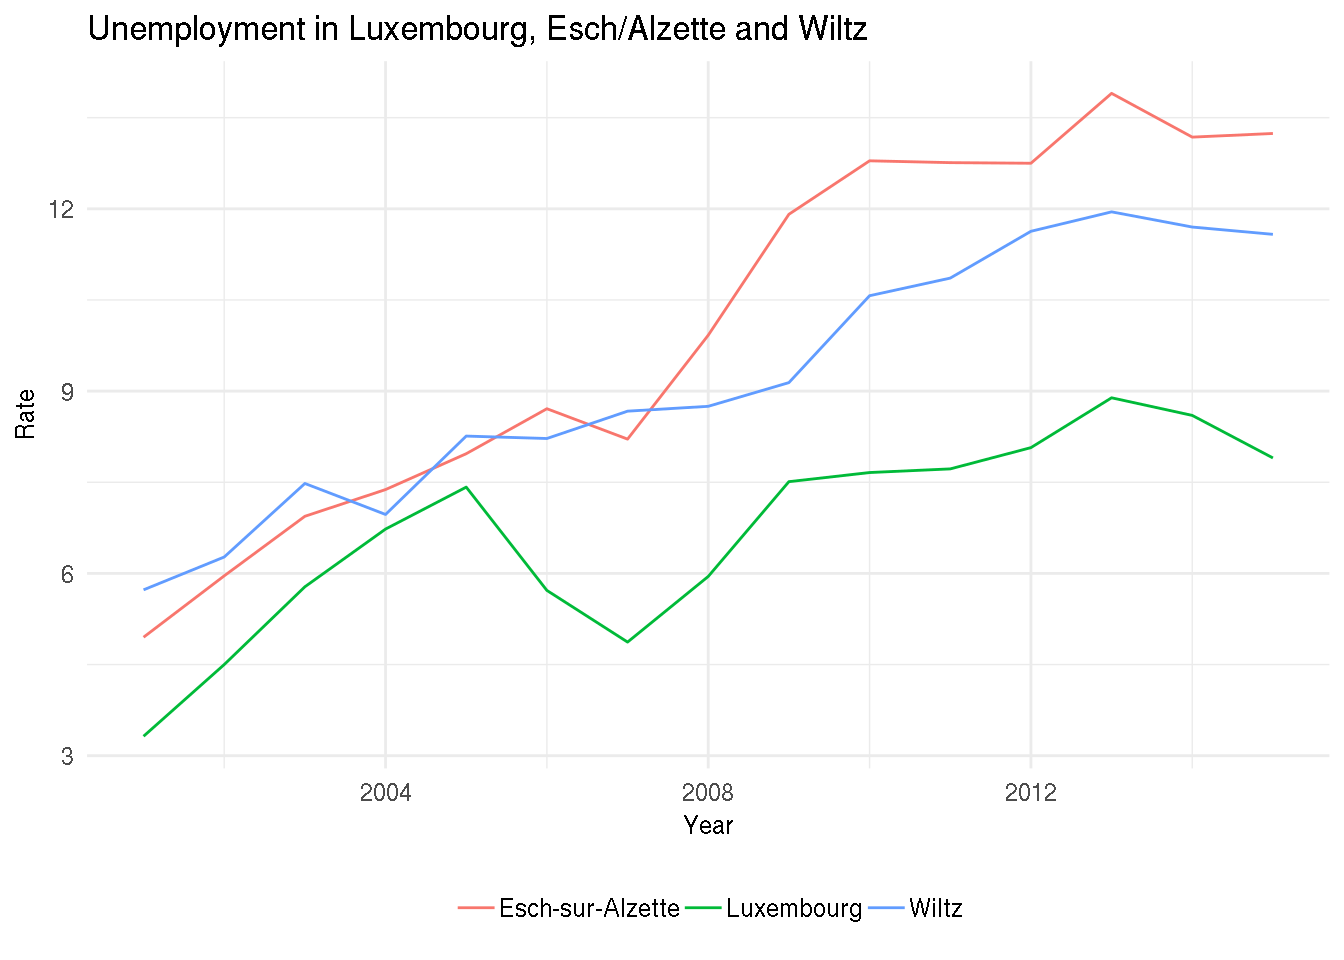 Unemployment in Luxembourg, Esch/Alzette and Wiltz
12
9
6
3
Rate
2004 2008 2012
Year
Esch-sur-Alzette Luxembourg Wiltz